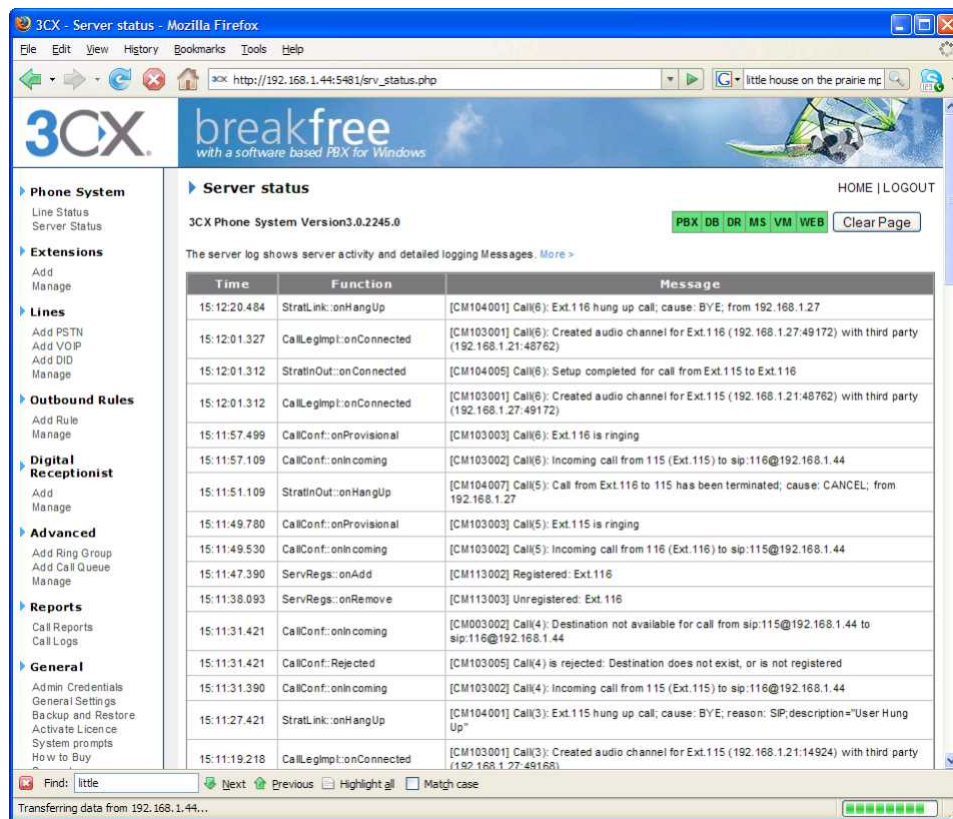 3CX - Server status - Mozilla Firefox
File Edit View History Bookmarks Tools Help
3CX http://192.168.1.44:5481/srv_status.php
G little house on the prairie
3CX
breakfree
with a software based PBX for Windows
Phone System
Line Status
Server Status
Extensions
Add
Manage
Lines
Add PSTN
Add VOIP
Add DID
Manage
Outbound Rules
Add Rule
Manage
Digital
Receptionist
Add
Manage
Advanced
Add Ring Group
Add Call Queue
Manage
Reports
Call Reports
Call Logs
General
Admin Credentials
General Settings
Backup and Restore
Activate Licence
System prompts
How to Buy
Server status
HOME | LOGOUT
3CX Phone System Version3.0.2245.0
PBX DB DR MS VM WEB Clear Page
The server log shows server activity and detailed logging Messages. More >
Time Function Message
15:12:20.484 StratLink::onHangUp [CM104001] Call(6): Ext.116 hung up call; cause: BYE; from 192.168.1.27
15:12:01.327 CallLegImpl::onConnected [CM103001] Call(6): Created audio channel for Ext.116 (192.168.1.27:49172) with third party
(192.168.1.21:48762)
15:12:01.312 StratInOut::onConnected [CM104005] Call(6): Setup completed for call from Ext.115 to Ext.116
15:12:01.312 CallLegImpl::onConnected [CM103001] Call(6): Created audio channel for Ext.115 (192.168.1.21:48762) with third party
(192.168.1.27:49172)
15:11:57.499 CallConf::onProvisional [CM103003] Call(6): Ext.116 is ringing
15:11:57.109 CallConf::onIncoming [CM103002] Call(6): Incoming call from 115 (Ext.115) to sip:116@192.168.1.44
15:11:51.109 StratInOut::onHangUp [CM104007] Call(5): Call from Ext.116 to 115 has been terminated; cause: CANCEL; from
192.168.1.27
15:11:49.780 CallConf::onProvisional [CM103003] Call(5): Ext.115 is ringing
15:11:49.530 CallConf::onIncoming [CM103002] Call(5): Incoming call from 116 (Ext.116) to sip:115@192.168.1.44
15:11:47.390 ServRegs::onAdd [CM113002] Registered: Ext.116
15:11:38.093 ServRegs::onRemove [CM113003] Unregistered: Ext.116
15:11:31.421 CallConf::onIncoming [CM003002] Call(4): Destination not available for call from sip:115@192.168.1.44 to
sip:116@192.168.1.44
15:11:31.421 CallConf::Rejected [CM103005] Call(4) is rejected: Destination does not exist, or is not registered
15:11:31.390 CallConf::onIncoming [CM103002] Call(4): Incoming call from 115 (Ext.115) to sip:116@192.168.1.44
15:11:27.421 StratLink::onHangUp [CM104001] Call(3): Ext.115 hung up call; cause: BYE; reason: SIP;description="User Hung
Up"
15:11:19.218 CallLegImpl::onConnected [CM103001] Call(3): Created audio channel for Ext.115 (192.168.1.21:14924) with third party
(192.168.1.27:49168)
Find: little Next Previous Highlight all Match case
Transferring data from 192.168.1.44...